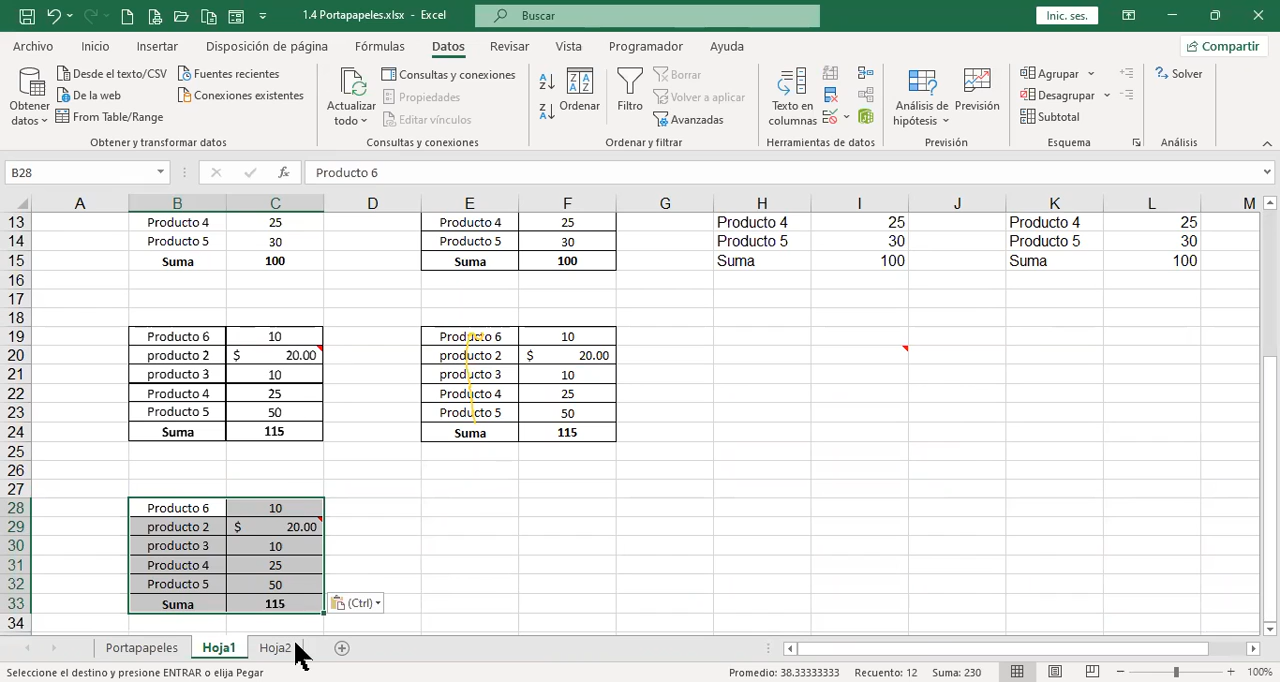 1.4 Portapapeles.xlsx - Excel
Buscar
Inic. ses.
Archivo Inicio Insertar Disposición de página Fórmulas Datos Revisar Vista Programador Ayuda
Compartir
Obtener datos
Desde el texto/CSV
De la web
From Table/Range
Fuentes recientes
Conexiones existentes
Obtener y transformar datos
Actualizar todo
Consultas y conexiones
Propiedades
Editar vínculos
Consultas y conexiones
Ordenar
Filtro
Borrar
Volver a aplicar
Avanzadas
Ordenar y filtrar
Texto en columnas
Herramientas de datos
Análisis de hipótesis
Previsión
Previsión
Agrupar
Desagrupar
Subtotal
Esquema
Solver
Análisis
B28 fx Producto 6
A B C D E F G H I J K L M
13 Producto 4 25 Producto 4 25 Producto 4 25 Producto 4 25
14 Producto 5 30 Producto 5 30 Producto 5 30 Producto 5 30
15 Suma 100 Suma 100 Suma 100 Suma 100
16
17
18
19 Producto 6 10 Producto 6 10
20 producto 2 $ 20.00 producto 2 $ 20.00
21 producto 3 10 producto 3 10
22 Producto 4 25 Producto 4 25
23 Producto 5 50 Producto 5 50
24 Suma 115 Suma 115
25
26
27
28 Producto 6 10
29 producto 2 $ 20.00
30 producto 3 10
31 Producto 4 25
32 Producto 5 50
33 Suma 115 (Ctrl)
34
Portapapeles Hoja1 Hoja2
Seleccione el destino y presione ENTRAR o elija Pegar Promedio: 38.33333333 Recuento: 12 Suma: 230 100%